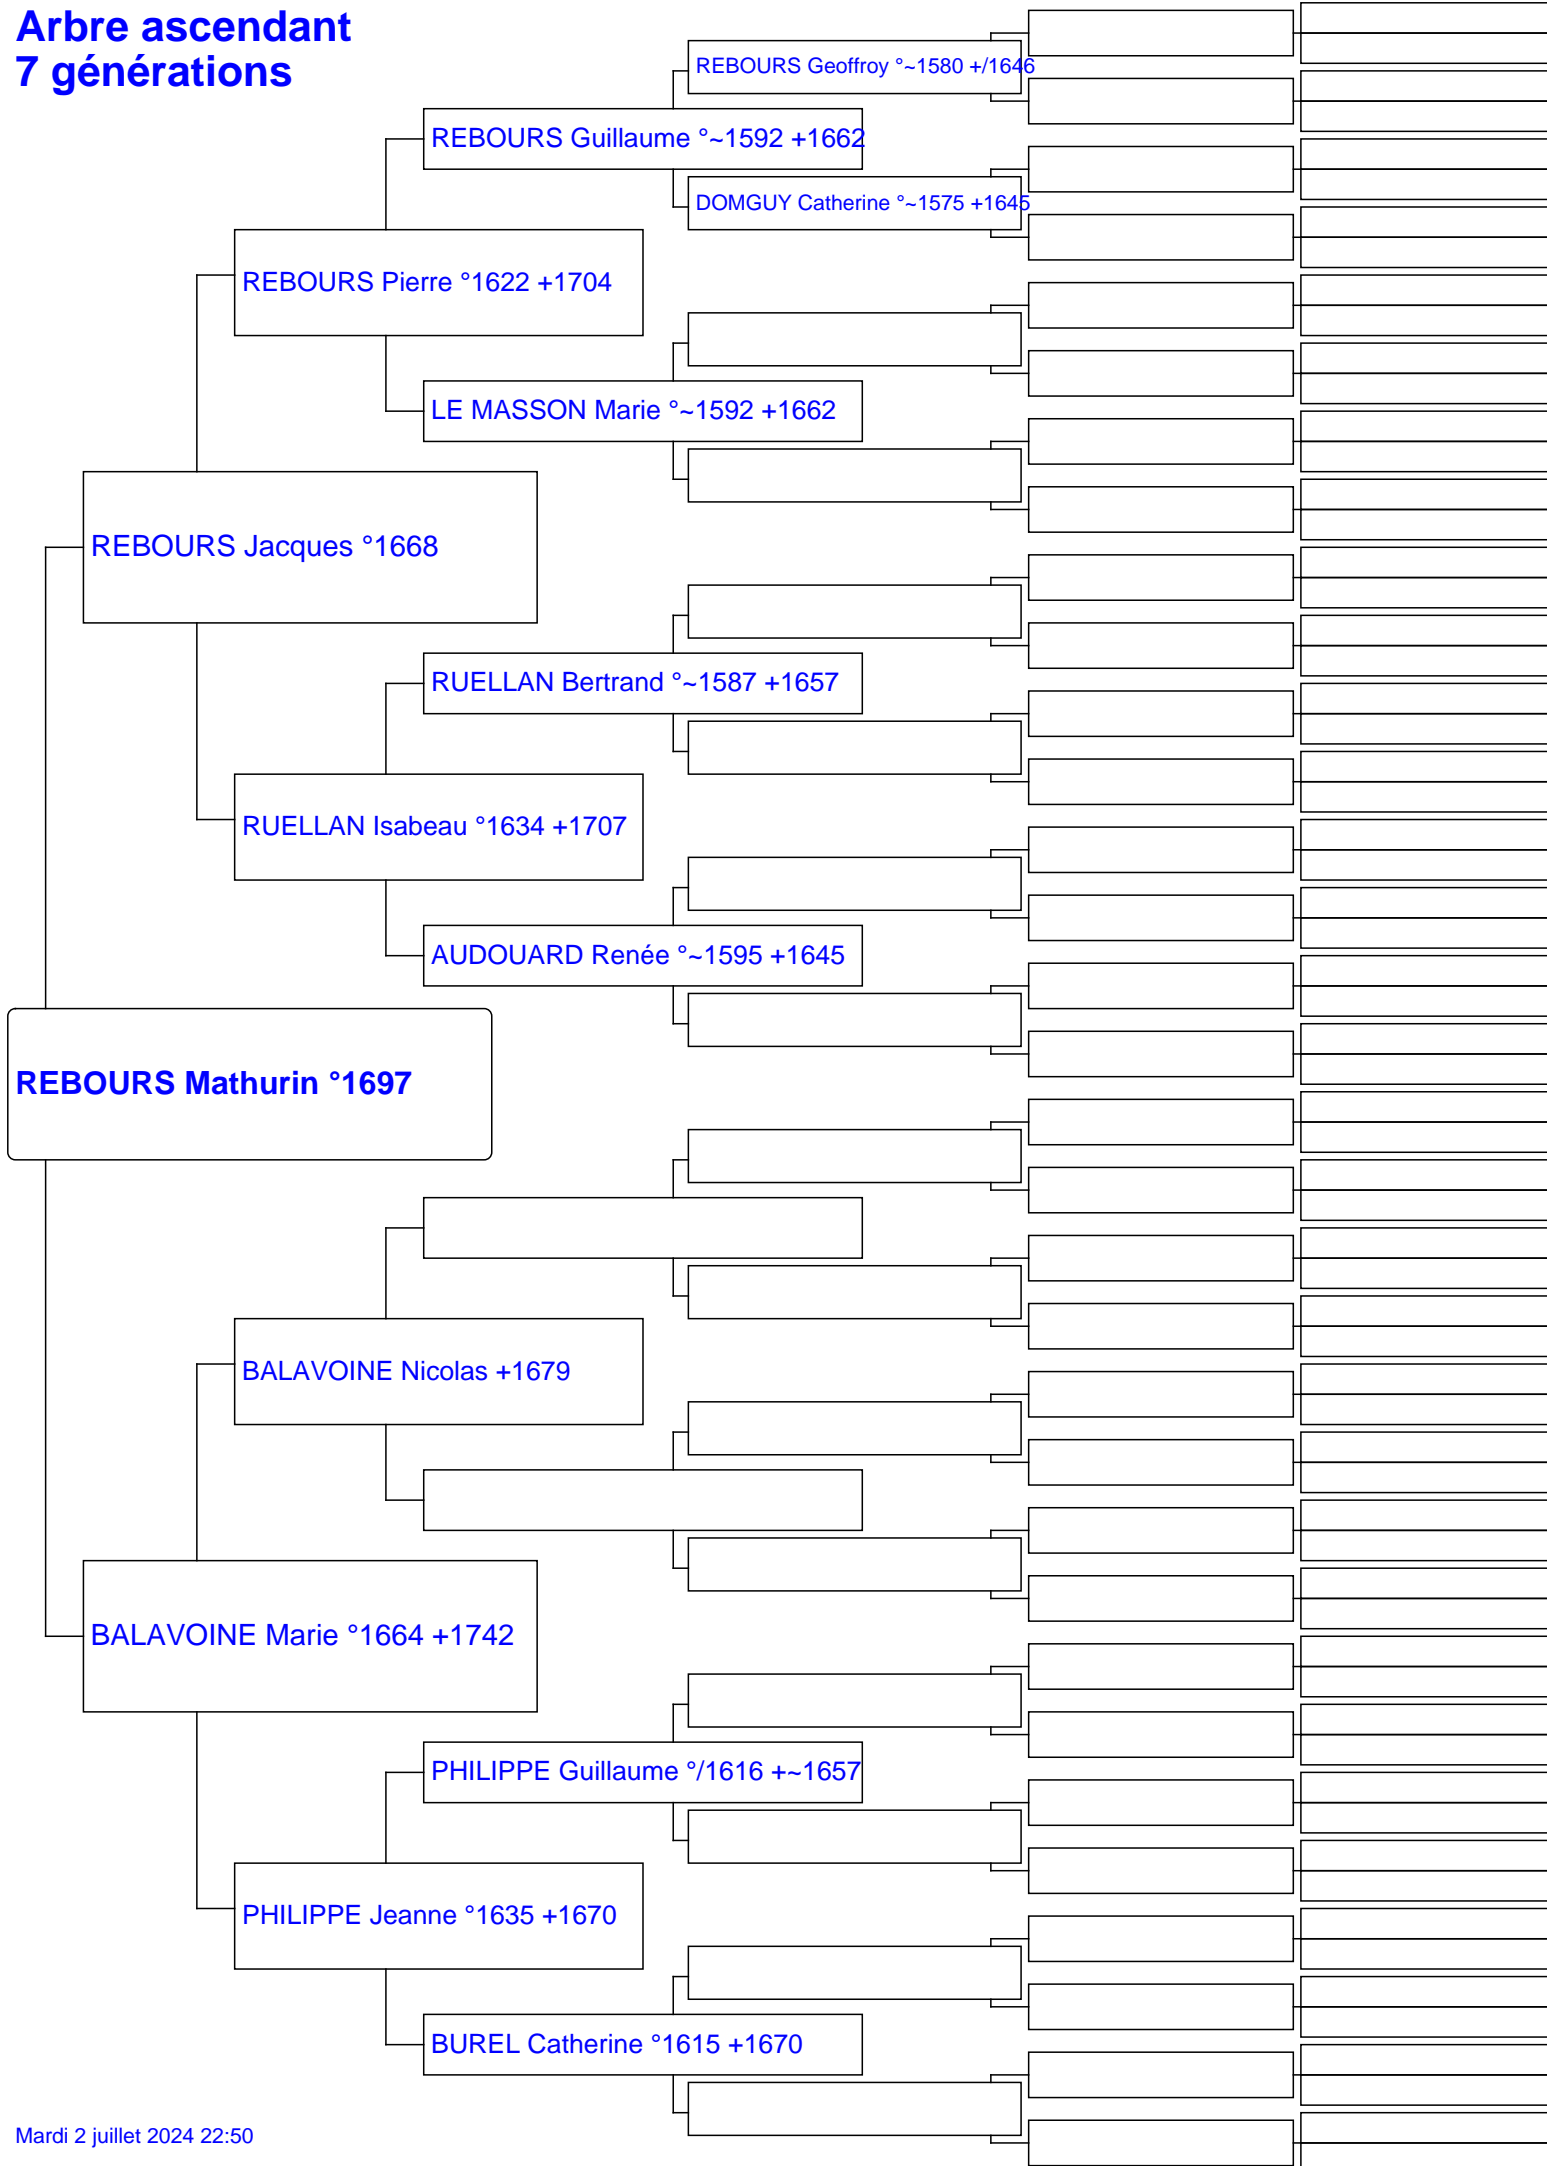 Arbre ascendant
7 générations
REBOURS Geoffroy °~1580 +/1646
REBOURS Guillaume °~1592 +1662
DOMGUY Catherine °~1575 +1645
REBOURS Pierre °1622 +1704
LE MASSON Marie °~1592 +1662
REBOURS Jacques °1668
RUELLAN Bertrand °~1587 +1657
RUELLAN Isabeau °1634 +1707
AUDOUARD Renée °~1595 +1645
REBOURS Mathurin °1697
BALAVOINE Nicolas +1679
BALAVOINE Marie °1664 +1742
PHILIPPE Guillaume °/1616 +~1657
PHILIPPE Jeanne °1635 +1670
BUREL Catherine °1615 +1670
Mardi 2 juillet 2024 22:50